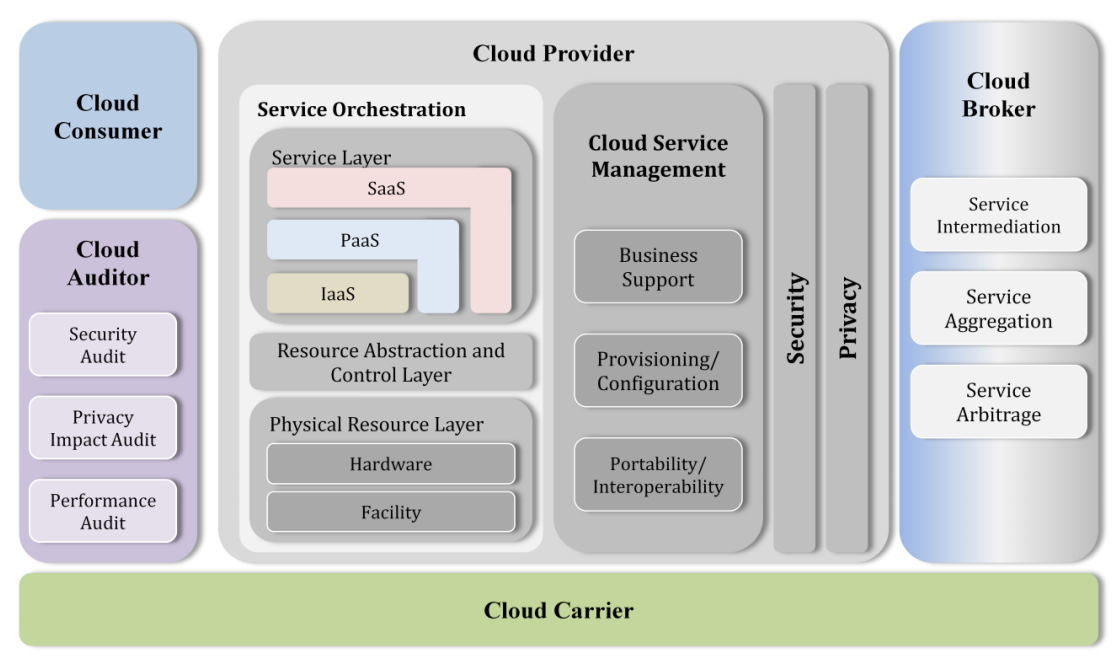 Cloud
Consumer
Cloud
Auditor
Security
Audit
Privacy
Impact Audit
Performance
Audit
Cloud Provider
Service Orchestration
Service Layer
SaaS
PaaS
IaaS
Resource Abstraction and
Control Layer
Physical Resource Layer
Hardware
Facility
Cloud Service
Management
Business
Support
Provisioning/
Configuration
Portability/
Interoperability
Security
Privacy
Cloud
Broker
Service
Intermediation
Service
Aggregation
Service
Arbitrage
Cloud Carrier